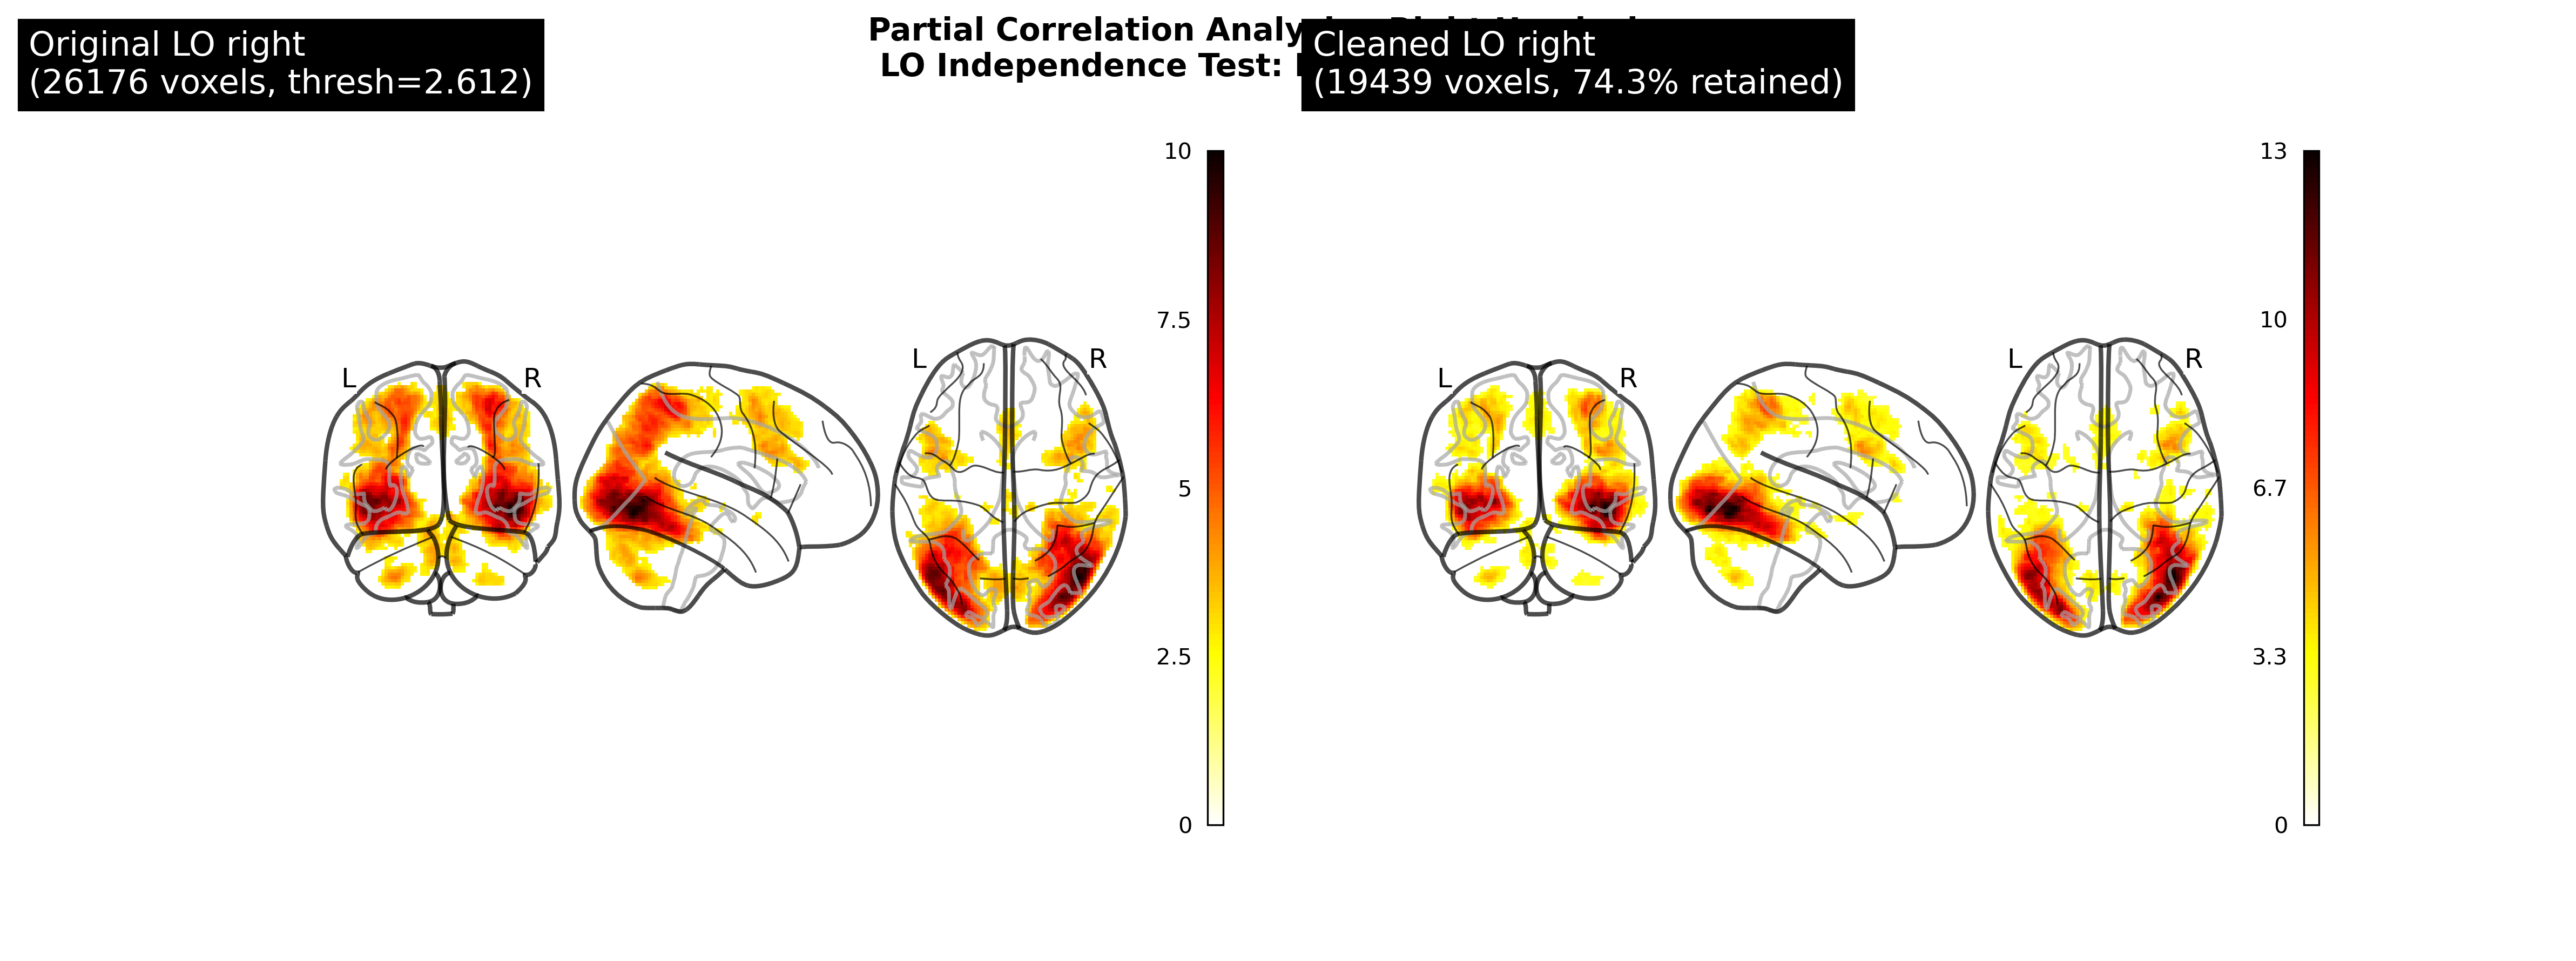 Original LO right
(26176 voxels, thresh=2.612)
Partial Correlation
LO Independence Test:
Cleaned LO right
(19439 voxels, 74.3% retained)
10
7.5
5
2.5
0
L
R
L
R
13
10
6.7
3.3
0
L
R
L
R